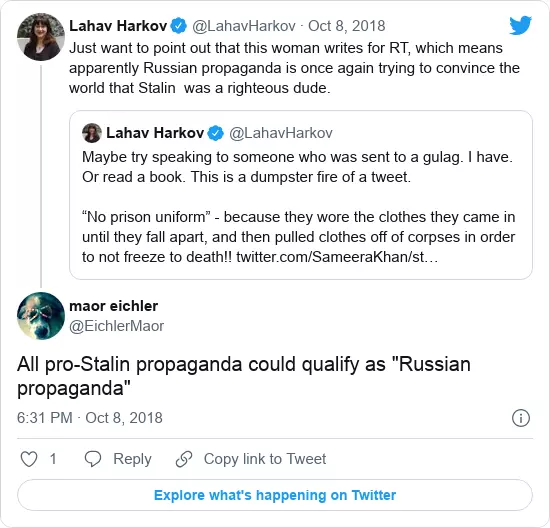 Lahav Harkov @LahavHarkov · Oct 8, 2018
Just want to point out that this woman writes for RT, which means
apparently Russian propaganda is once again trying to convince the
world that Stalin was a righteous dude.
Lahav Harkov @LahavHarkov
Maybe try speaking to someone who was sent to a gulag. I have.
Or read a book. This is a dumpster fire of a tweet.
“No prison uniform” - because they wore the clothes they came in
until they fall apart, and then pulled clothes off of corpses in order
to not freeze to death!! twitter.com/SameeraKhan/st…
maor eichler
@EichlerMaor
All pro-Stalin propaganda could qualify as "Russian
propaganda"
6:31 PM · Oct 8, 2018
1 Reply Copy link to Tweet
Explore what's happening on Twitter